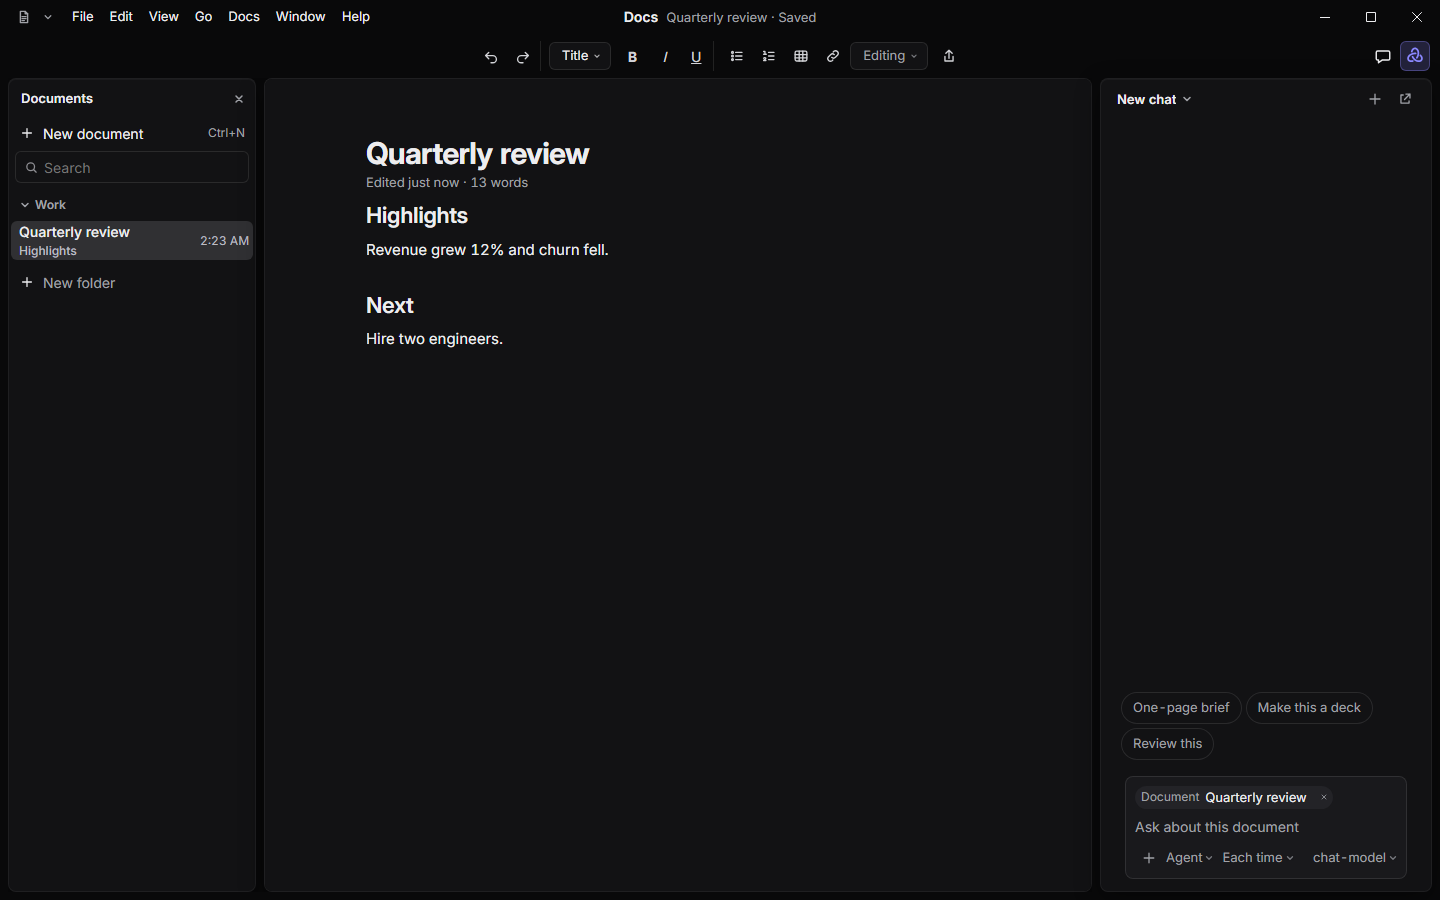 File Edit View Go Docs Window Help
Docs Quarterly review · Saved
Title B I U Editing
Documents
New document Ctrl+N
Search
Work
Quarterly review
Highlights
2:23 AM
New folder
Quarterly review
Edited just now · 13 words
Highlights
Revenue grew 12% and churn fell.
Next
Hire two engineers.
New chat
One-page brief
Make this a deck
Review this
Document Quarterly review
Ask about this document
Agent Each time chat-model